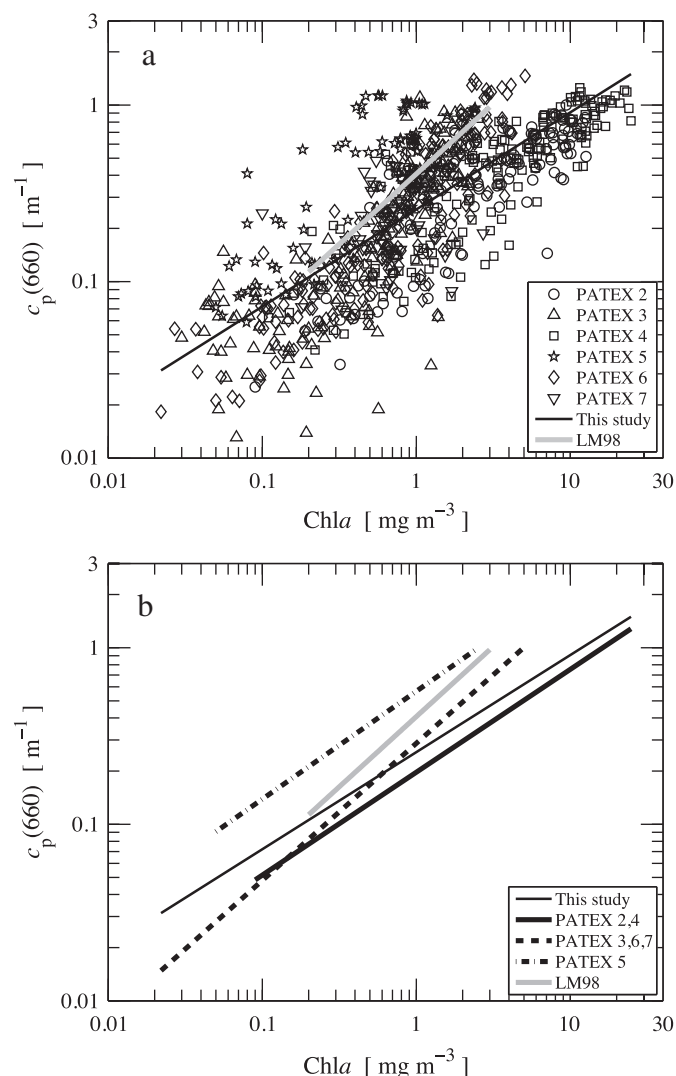 3
a
1
c_p(660) [ m⁻¹ ]
0.1
0.01
PATEX 2
PATEX 3
PATEX 4
PATEX 5
PATEX 6
PATEX 7
This study
LM98
0.01 0.1 1 10 30
Chla [ mg m⁻³ ]
3
b
1
c_p(660) [ m⁻¹ ]
0.1
0.01
This study
PATEX 2,4
PATEX 3,6,7
PATEX 5
LM98
0.01 0.1 1 10 30
Chla [ mg m⁻³ ]